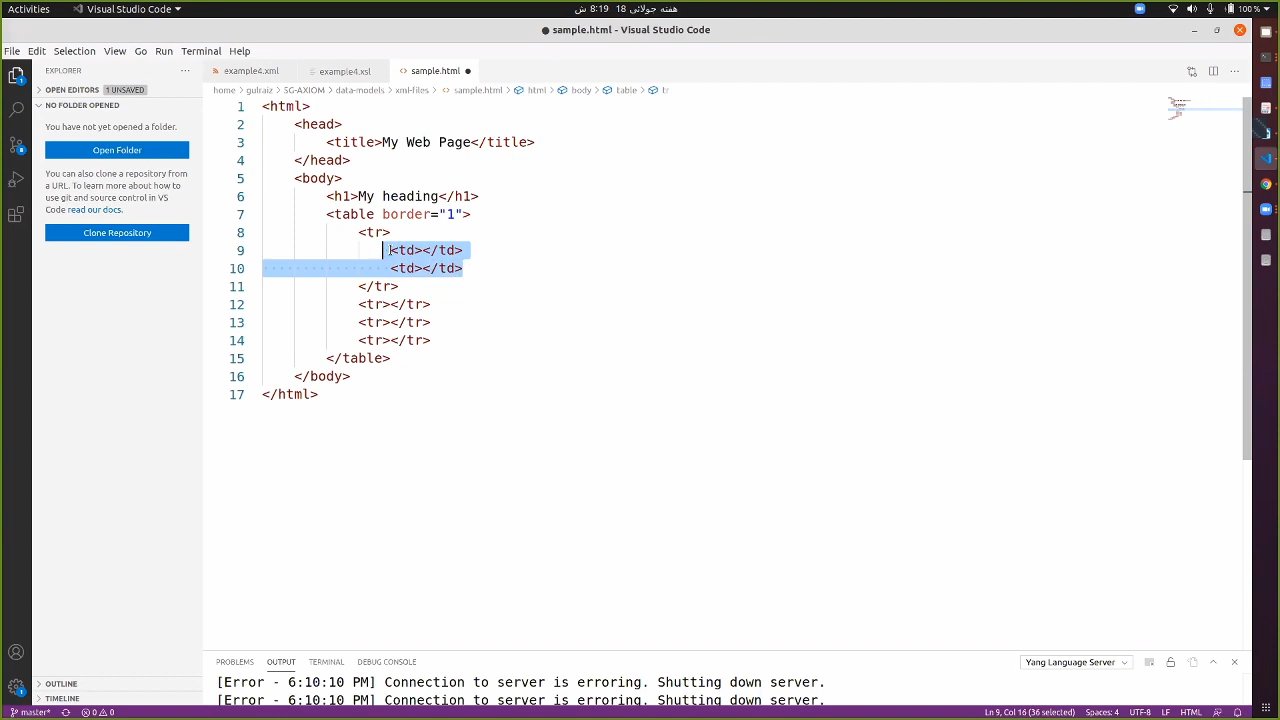 Activities
Visual Studio Code
هفته جولائی 18  8:19 ش
100 %
sample.html - Visual Studio Code
File Edit Selection View Go Run Terminal Help
EXPLORER
example4.xml
example4.xsl
sample.html
OPEN EDITORS 1 UNSAVED
home > gulraiz > 5G-AXIOM > data-models > xml-files > sample.html > html > body > table > tr
NO FOLDER OPENED
You have not yet opened a folder.
Open Folder
You can also clone a repository from a URL. To learn more about how to use git and source control in VS Code read our docs.
Clone Repository
1 <html>
2 <head>
3 <title>My Web Page</title>
4 </head>
5 <body>
6 <h1>My heading</h1>
7 <table border="1">
8 <tr>
9 <td></td>
10 <td></td>
11 </tr>
12 <tr></tr>
13 <tr></tr>
14 <tr></tr>
15 </table>
16 </body>
17 </html>
PROBLEMS OUTPUT TERMINAL DEBUG CONSOLE
Yang Language Server
[Error - 6:10:10 PM] Connection to server is erroring. Shutting down server.
[Error - 6:10:10 PM] Connection to server is erroring. Shutting down server.
OUTLINE
TIMELINE
master* 0 0
Ln 9, Col 16 (36 selected) Spaces: 4 UTF-8 LF HTML